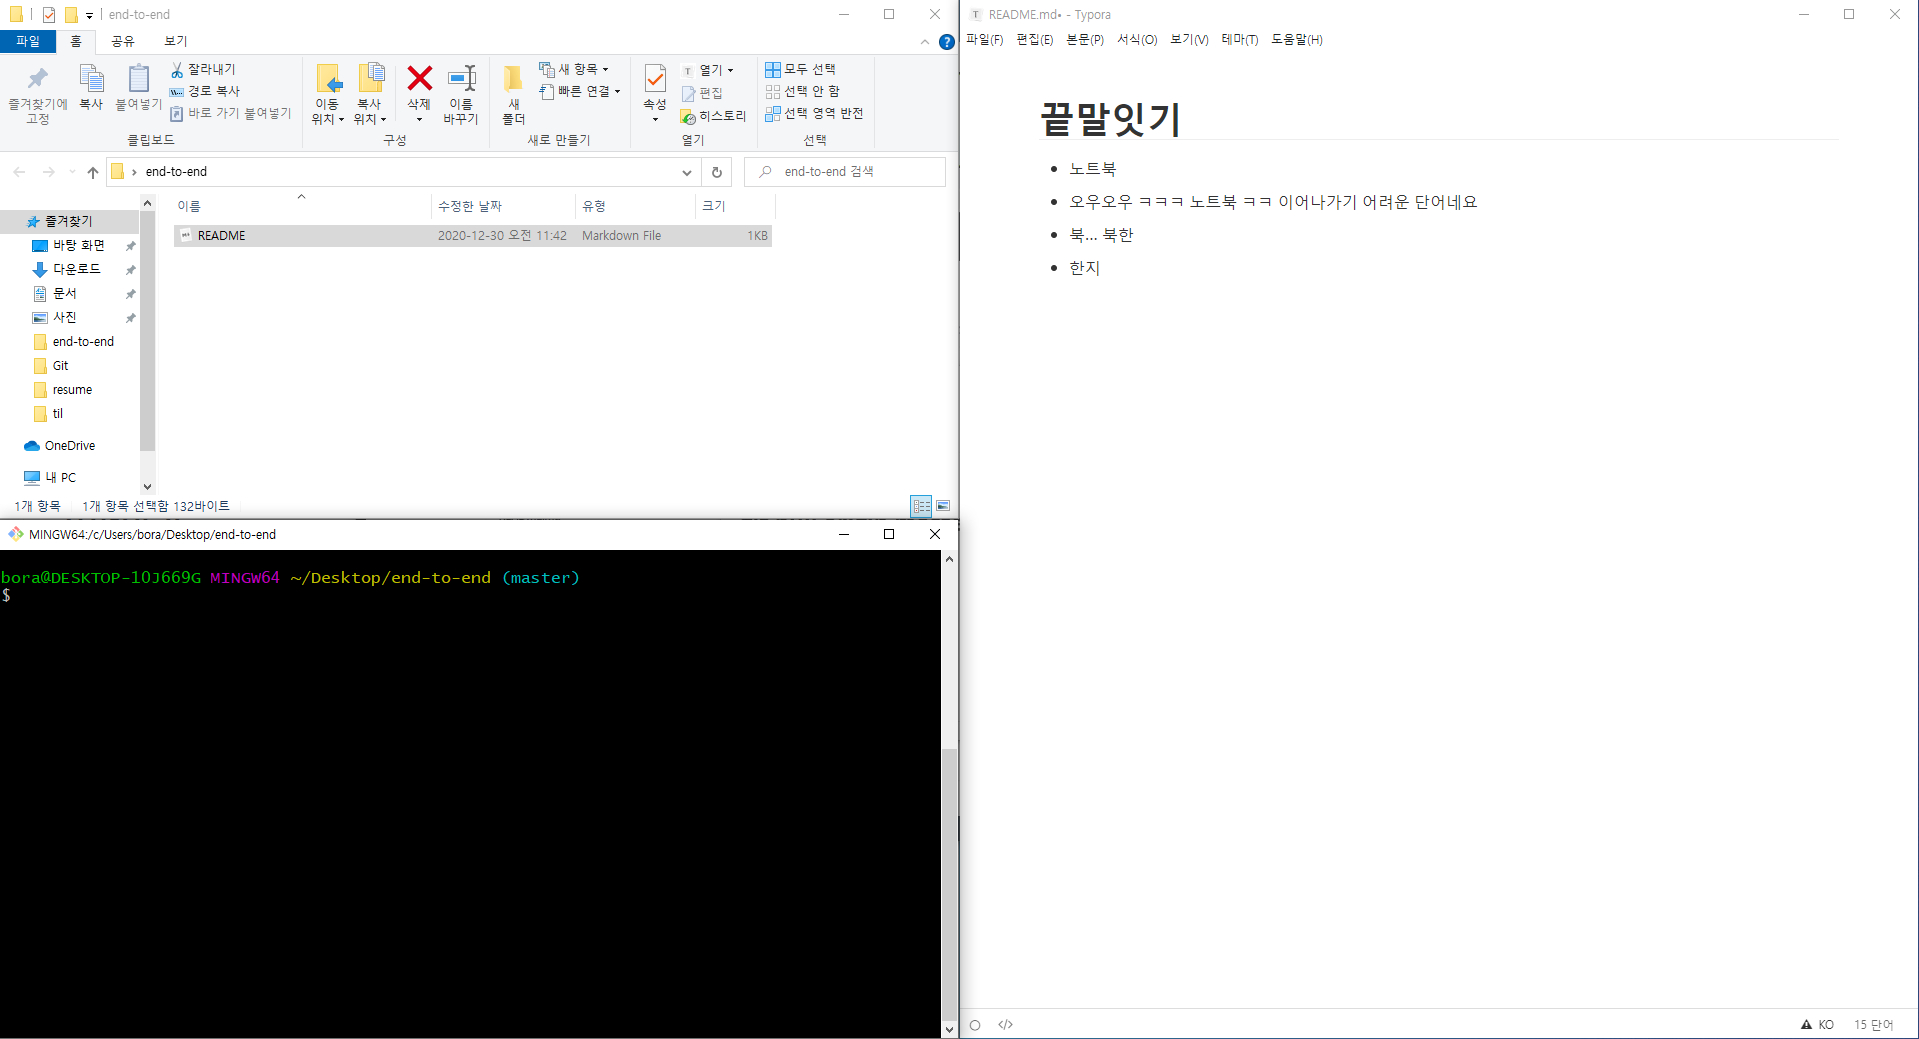 end-to-end
파일 홈 공유 보기
즐겨찾기에 고정
복사
붙여넣기
잘라내기
경로 복사
바로 가기 붙여넣기
클립보드
이동 위치
복사 위치
삭제
이름 바꾸기
구성
새 폴더
새 항목
빠른 연결
새로 만들기
속성
열기
편집
히스토리
열기
모두 선택
선택 안 함
선택 영역 반전
선택
end-to-end
end-to-end 검색
즐겨찾기
바탕 화면
다운로드
문서
사진
end-to-end
Git
resume
til
OneDrive
내 PC
이름 수정한 날짜 유형 크기
README 2020-12-30 오전 11:42 Markdown File 1KB
1개 항목 1개 항목 선택함 132바이트
MINGW64:/c/Users/bora/Desktop/end-to-end
bora@DESKTOP-1OJ669G MINGW64 ~/Desktop/end-to-end (master)
$
README.md• - Typora
파일(F) 편집(E) 본문(P) 서식(O) 보기(V) 테마(T) 도움말(H)
끝말잇기
노트북
오우오우 ㅋㅋㅋ 노트북 ㅋㅋ 이어나가기 어려운 단어네요
북... 북한
한지
KO 15 단어